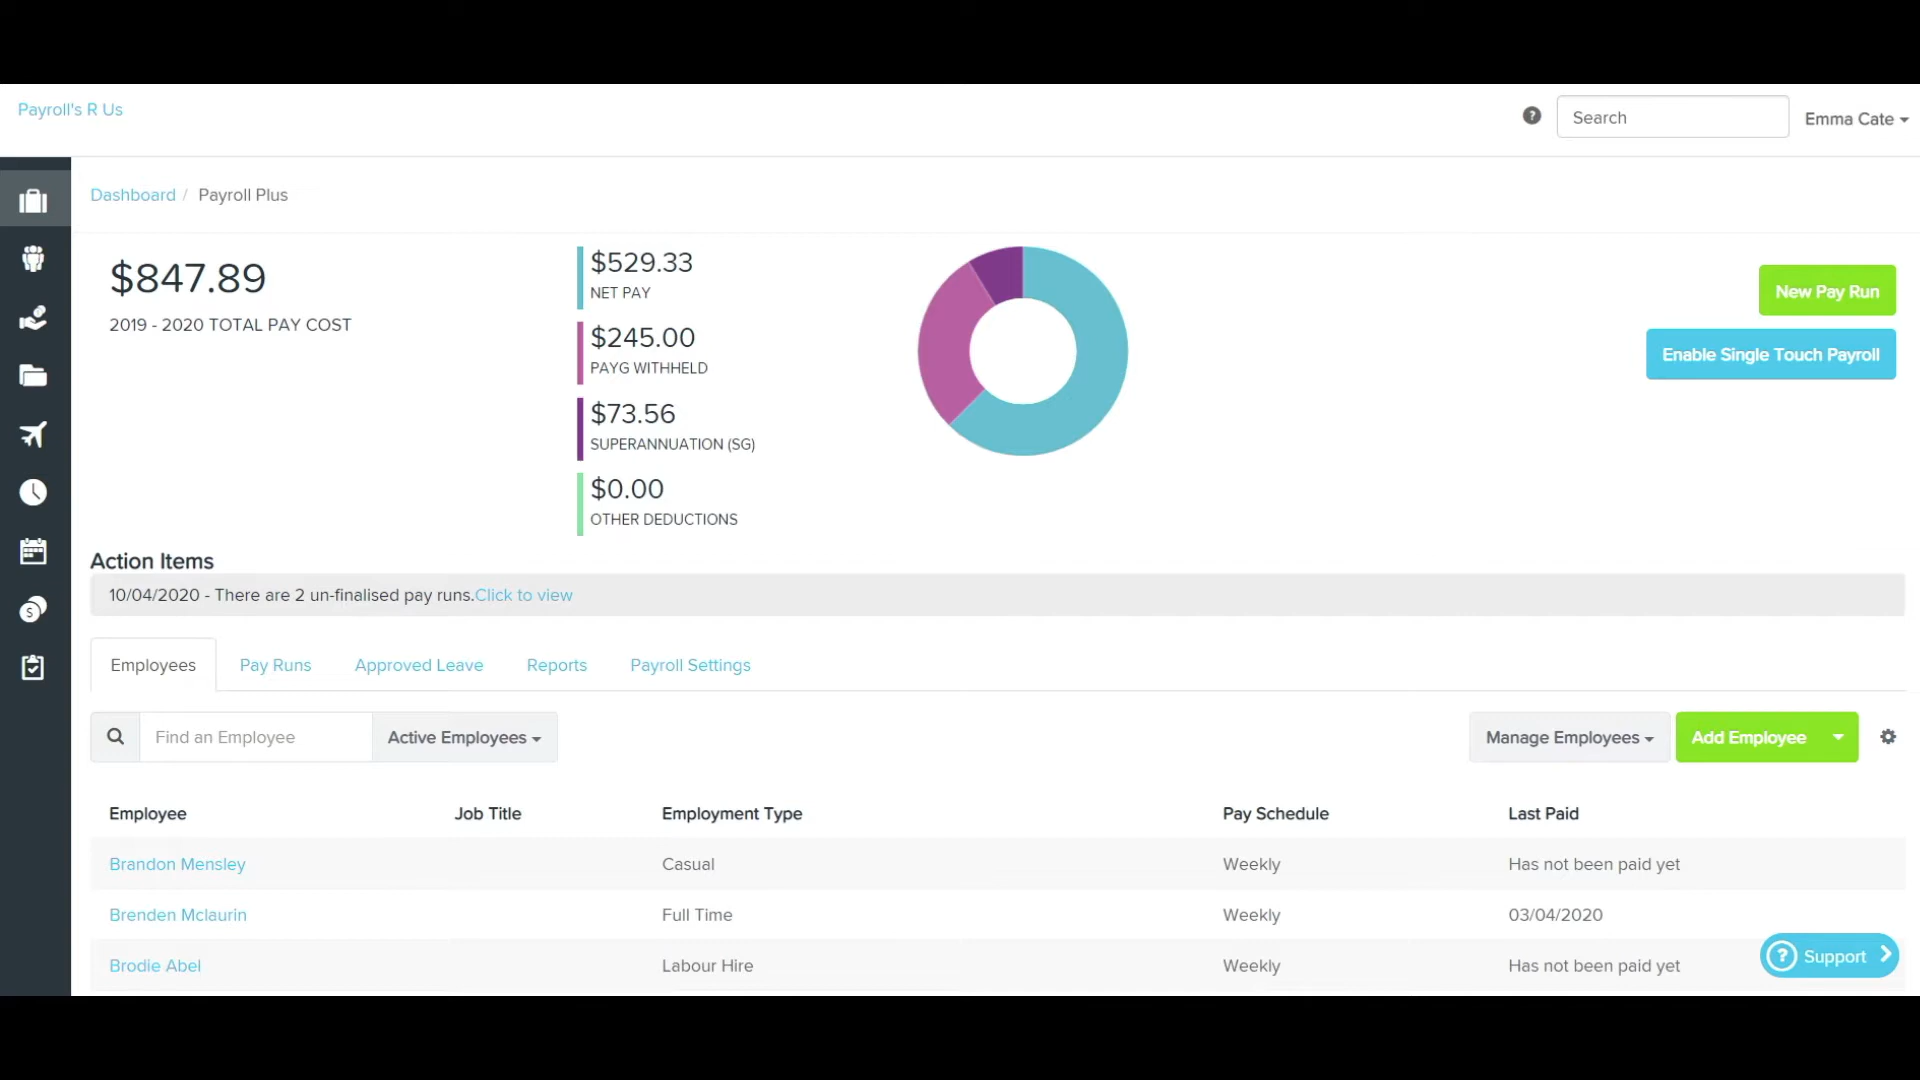 Payroll's R Us
? Search Emma Cate
Dashboard / Payroll Plus
$847.89
2019 - 2020 TOTAL PAY COST
$529.33
NET PAY
$245.00
PAYG WITHHELD
$73.56
SUPERANNUATION (SG)
$0.00
OTHER DEDUCTIONS
New Pay Run
Enable Single Touch Payroll
Action Items
10/04/2020 - There are 2 un-finalised pay runs.Click to view
Employees Pay Runs Approved Leave Reports Payroll Settings
Find an Employee Active Employees Manage Employees Add Employee
Employee Job Title Employment Type Pay Schedule Last Paid
Brandon Mensley Casual Weekly Has not been paid yet
Brenden Mclaurin Full Time Weekly 03/04/2020
Brodie Abel Labour Hire Weekly Has not been paid yet
? Support